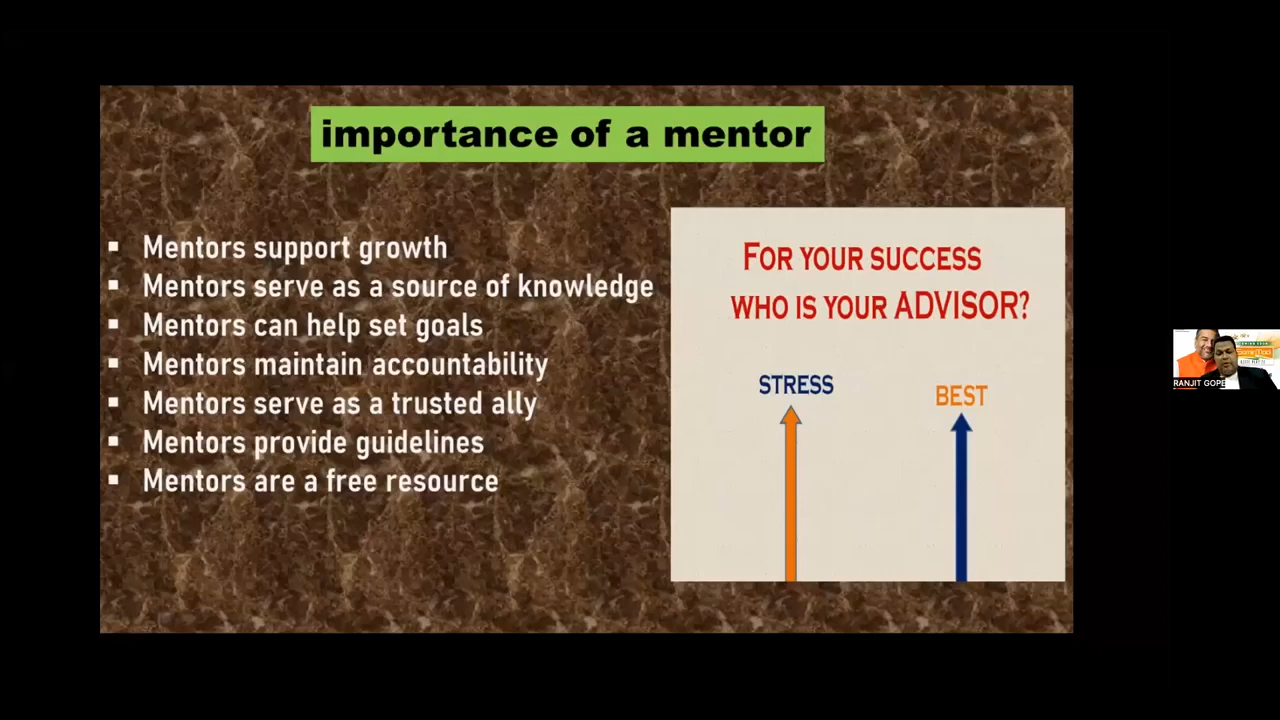 importance of a mentor
▪ Mentors support growth
▪ Mentors serve as a source of knowledge
▪ Mentors can help set goals
▪ Mentors maintain accountability
▪ Mentors serve as a trusted ally
▪ Mentors provide guidelines
▪ Mentors are a free resource
FOR YOUR SUCCESS
WHO IS YOUR ADVISOR?
STRESS
BEST
RANJIT GOPE